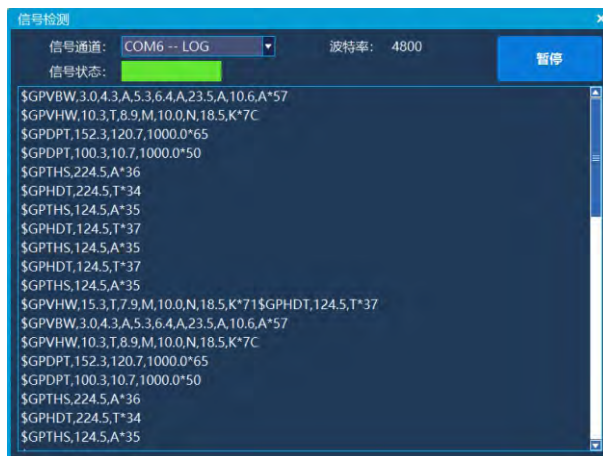 信号检测
信号通道: COM6 -- LOG 波特率: 4800
暂停
信号状态:
$GPVBW,3.0,4.3,A,5.3,6.4,A,23.5,A,10.6,A*57
$GPVHW,10.3,T,8.9,M,10.0,N,18.5,K*7C
$GPDPT,152.3,120.7,1000.0*65
$GPDPT,100.3,10.7,1000.0*50
$GPTHS,224.5,A*36
$GPHDT,224.5,T*34
$GPTHS,124.5,A*35
$GPHDT,124.5,T*37
$GPTHS,124.5,A*35
$GPHDT,124.5,T*37
$GPTHS,124.5,A*35
$GPVHW,15.3,T,7.9,M,10.0,N,18.5,K*71$GPHDT,124.5,T*37
$GPVBW,3.0,4.3,A,5.3,6.4,A,23.5,A,10.6,A*57
$GPVHW,10.3,T,8.9,M,10.0,N,18.5,K*7C
$GPDPT,152.3,120.7,1000.0*65
$GPDPT,100.3,10.7,1000.0*50
$GPTHS,224.5,A*36
$GPHDT,224.5,T*34
$GPTHS,124.5,A*35